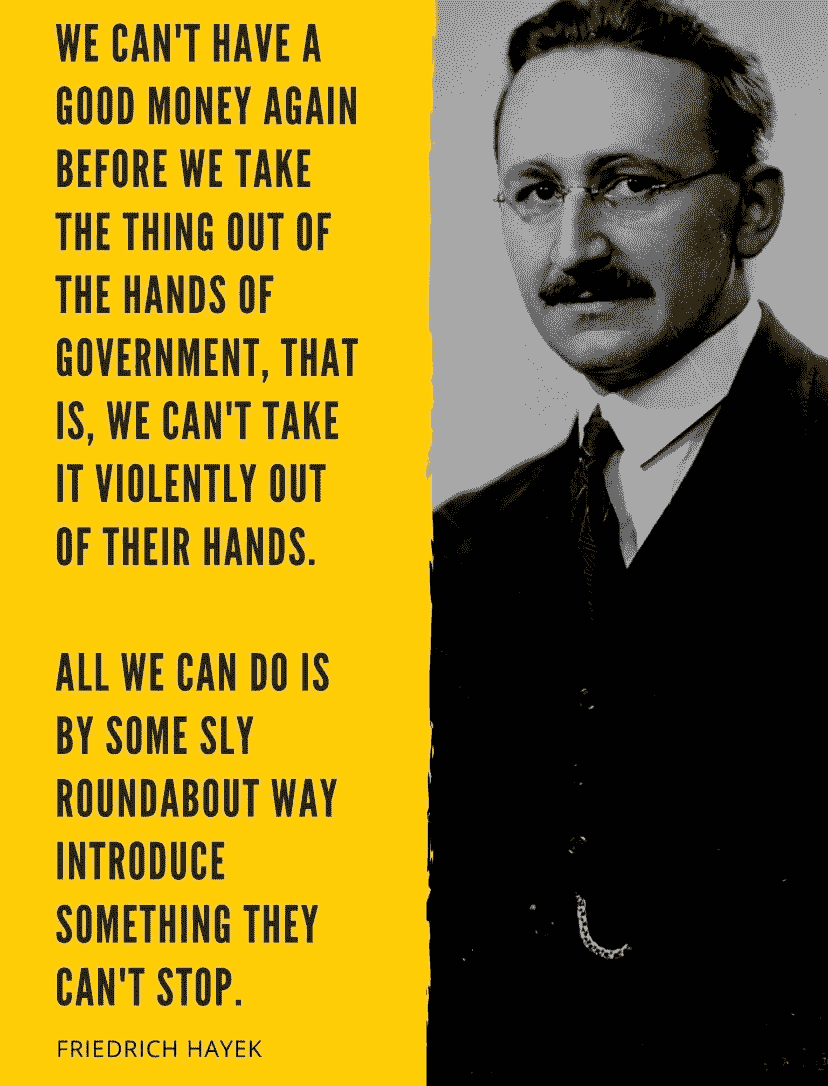 WE CAN'T HAVE A
GOOD MONEY AGAIN
BEFORE WE TAKE
THE THING OUT OF
THE HANDS OF
GOVERNMENT, THAT
IS, WE CAN'T TAKE
IT VIOLENTLY OUT
OF THEIR HANDS.
ALL WE CAN DO IS
BY SOME SLY
ROUNDABOUT WAY
INTRODUCE
SOMETHING THEY
CAN'T STOP.
FRIEDRICH HAYEK